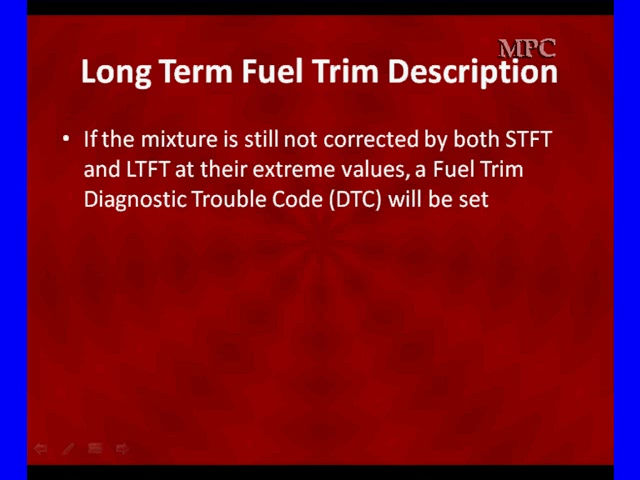 MPC
Long Term Fuel Trim Description
• If the mixture is still not corrected by both STFT
and LTFT at their extreme values, a Fuel Trim
Diagnostic Trouble Code (DTC) will be set